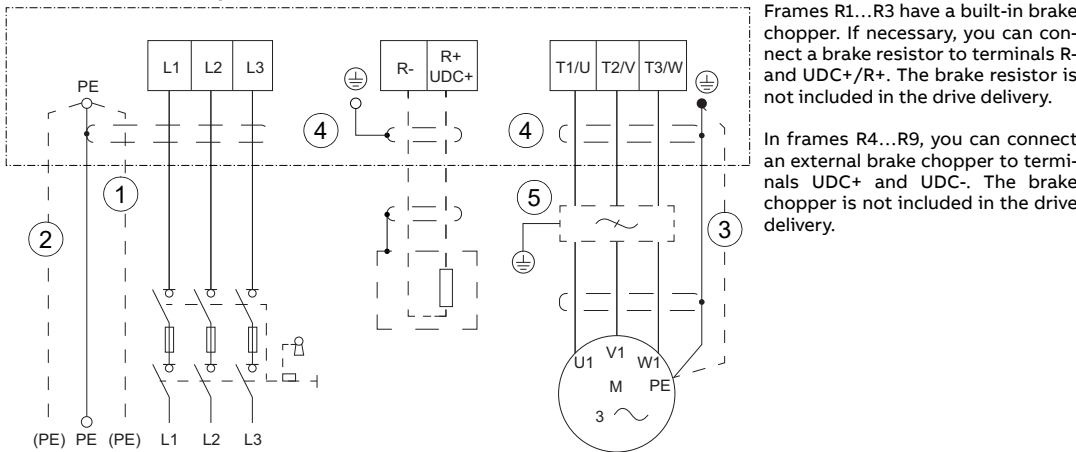 Frames R1...R3 have a built-in brake
chopper. If necessary, you can con-
nect a brake resistor to terminals R-
and UDC+/R+. The brake resistor is
not included in the drive delivery.
In frames R4...R9, you can connect
an external brake chopper to termi-
nals UDC+ and UDC-. The brake
chopper is not included in the drive
delivery.
PE
L1 L2 L3
R- R+
UDC+
T1/U T2/V T3/W
4
4
1
2
5
3
U1 V1 W1
M PE
3
(PE) PE (PE) L1 L2 L3